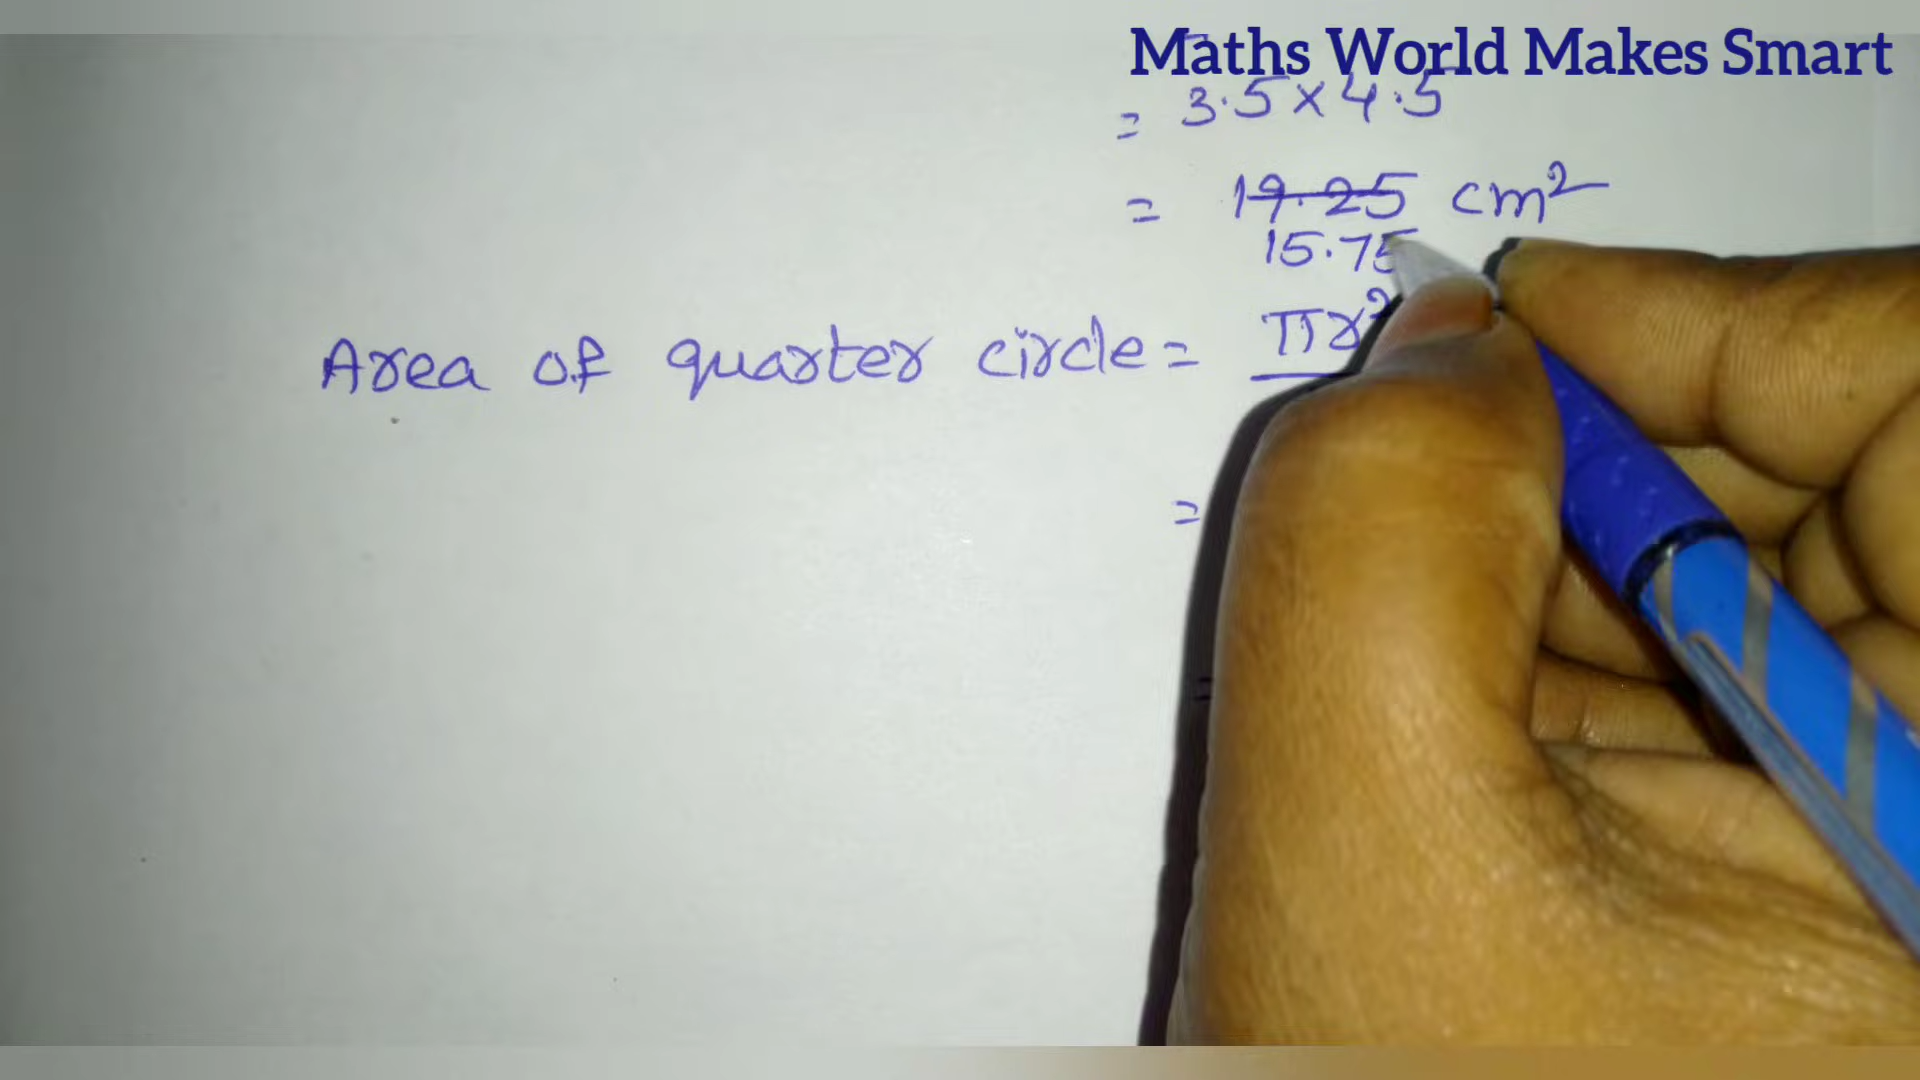 Maths World Makes Smart
= 3.5 × 4.5
= 19.25 cm²
15.75
Area of quarter circle = πr²
=
=